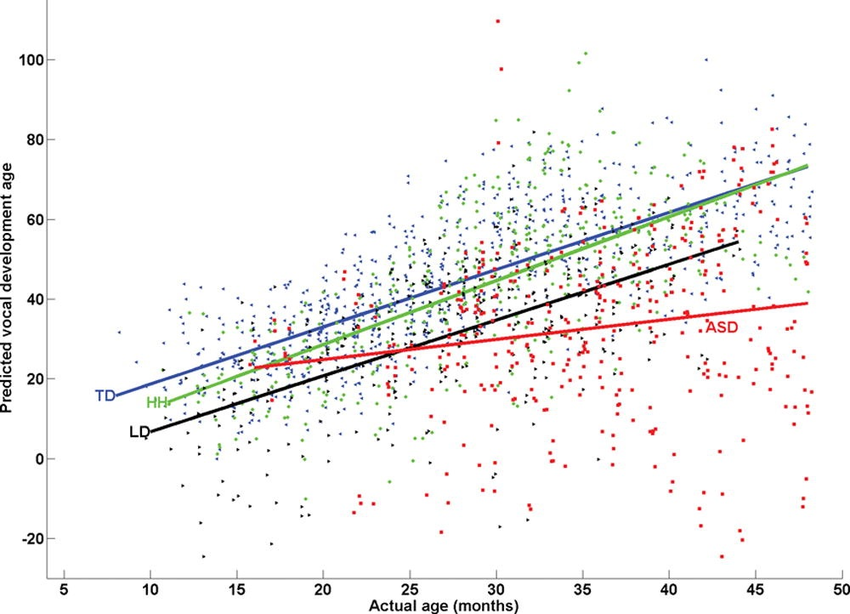 Predicted vocal development age
100
80
60
40
20
0
-20
TD
HH
LD
ASD
5 10 15 20 25 30 35 40 45 50
Actual age (months)